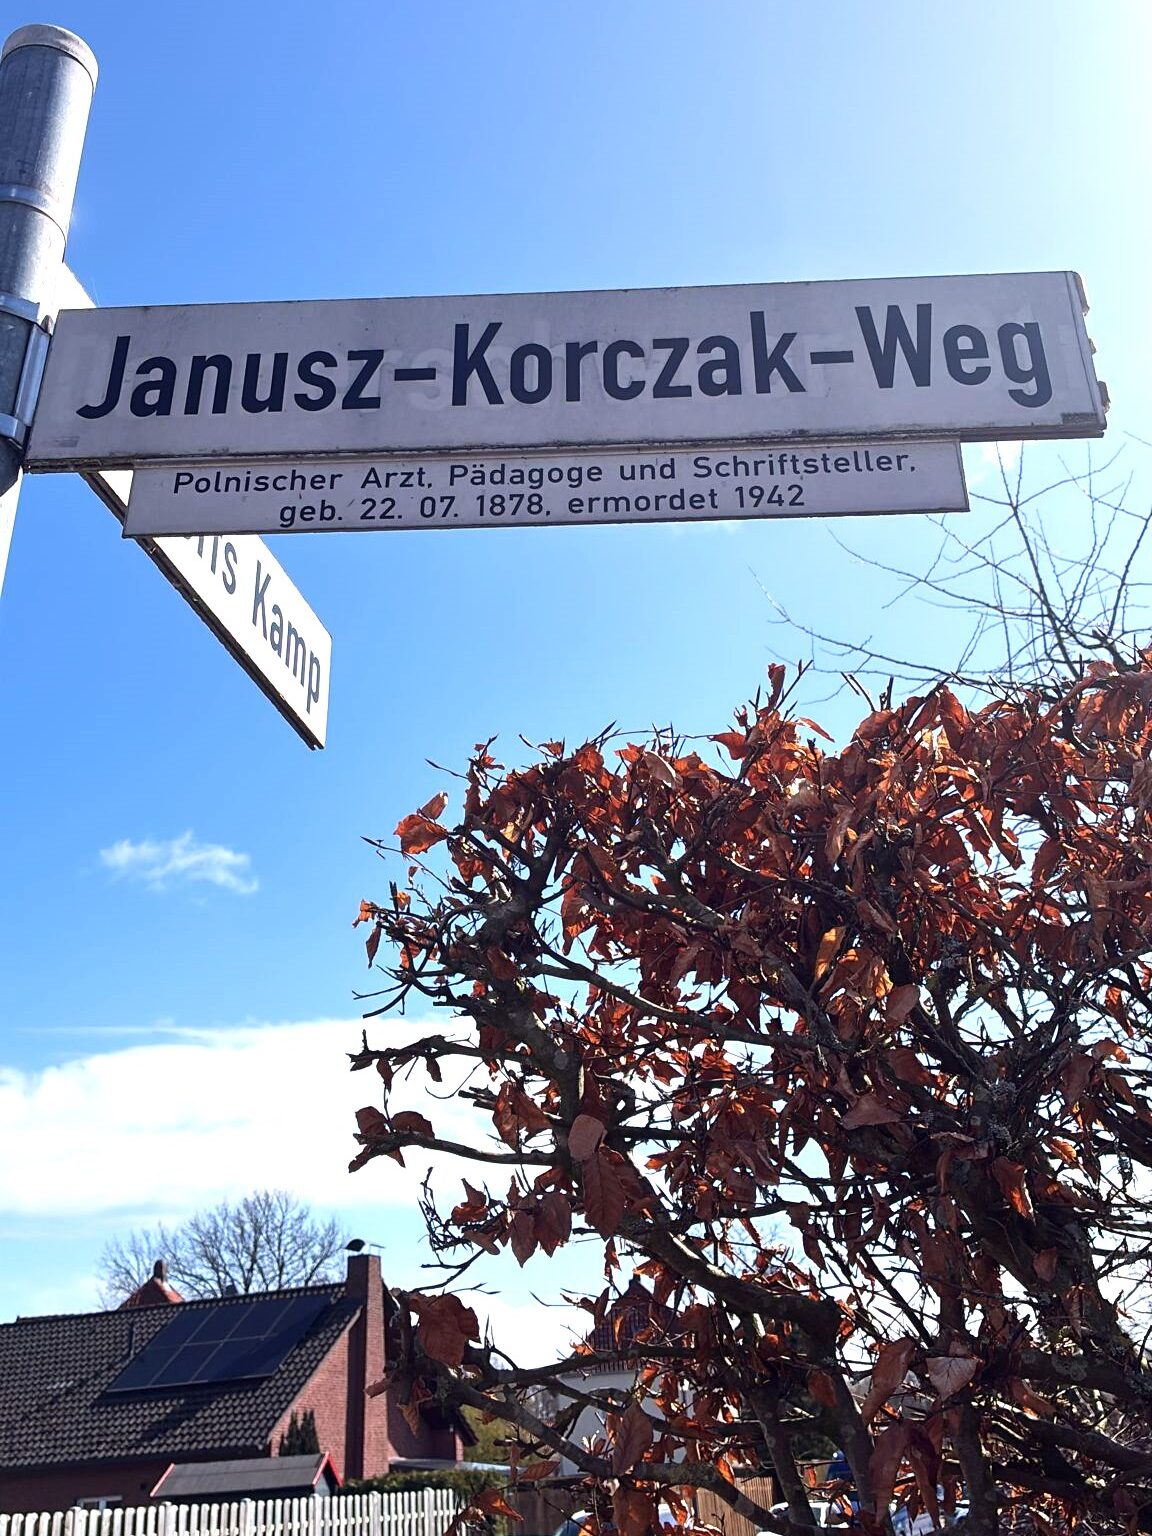 Janusz-Korczak-Weg
Polnischer Arzt, Pädagoge und Schriftsteller,
geb. 22. 07. 1878, ermordet 1942
Kamp